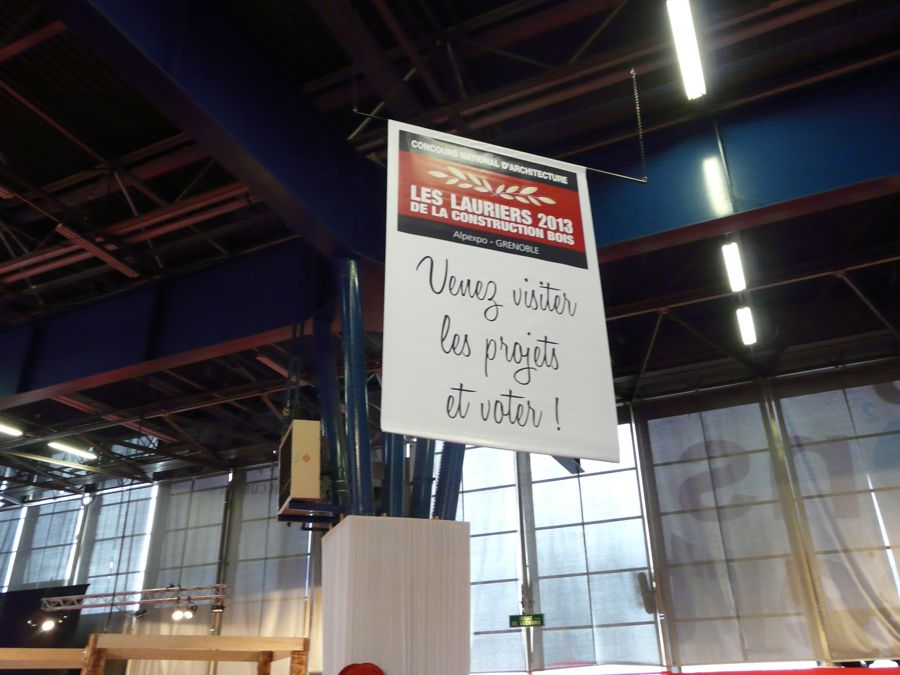 CONCOURS NATIONAL D'ARCHITECTURE
LES LAURIERS 2013
DE LA CONSTRUCTION BOIS
Alpexpo - GRENOBLE
Venez visiter
les projets
et voter !